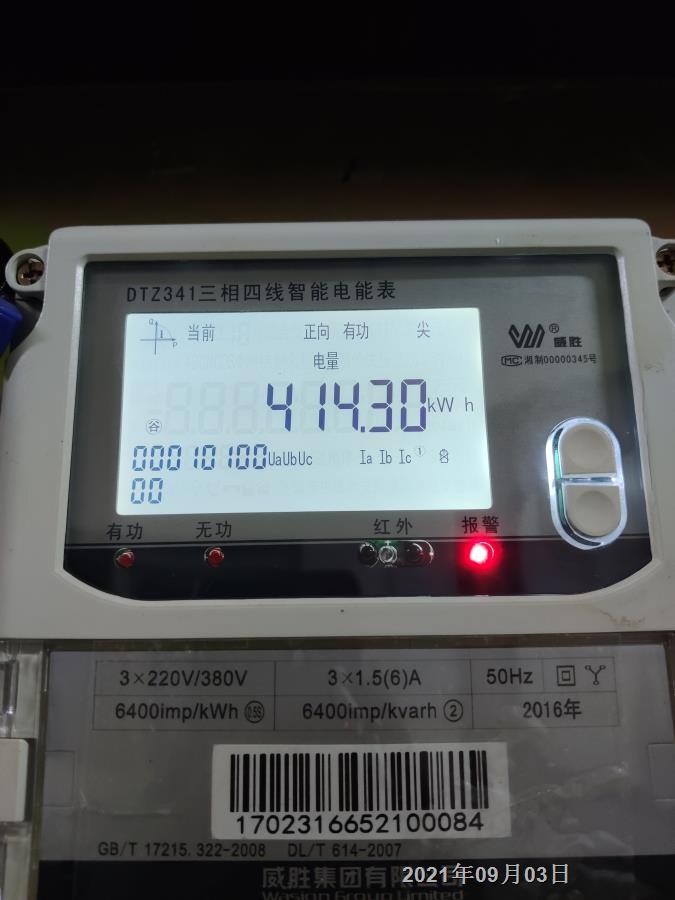 DTZ341三相四线智能电能表
当前 正向 有功 尖
电量
威胜®
MC 湘制00000345号
谷 414.30 kW h
00010100 UaUbUc Ia Ib Ic ①
00
有功 无功 红外 报警
3×220V/380V 3×1.5(6)A 50Hz
6400imp/kWh 0.5S 6400imp/kvarh ② 2016年
1702316652100084
GB/T 17215.322-2008 DL/T 614-2007
威胜集团有限公司
Wasion Group Limited
2021年09月03日